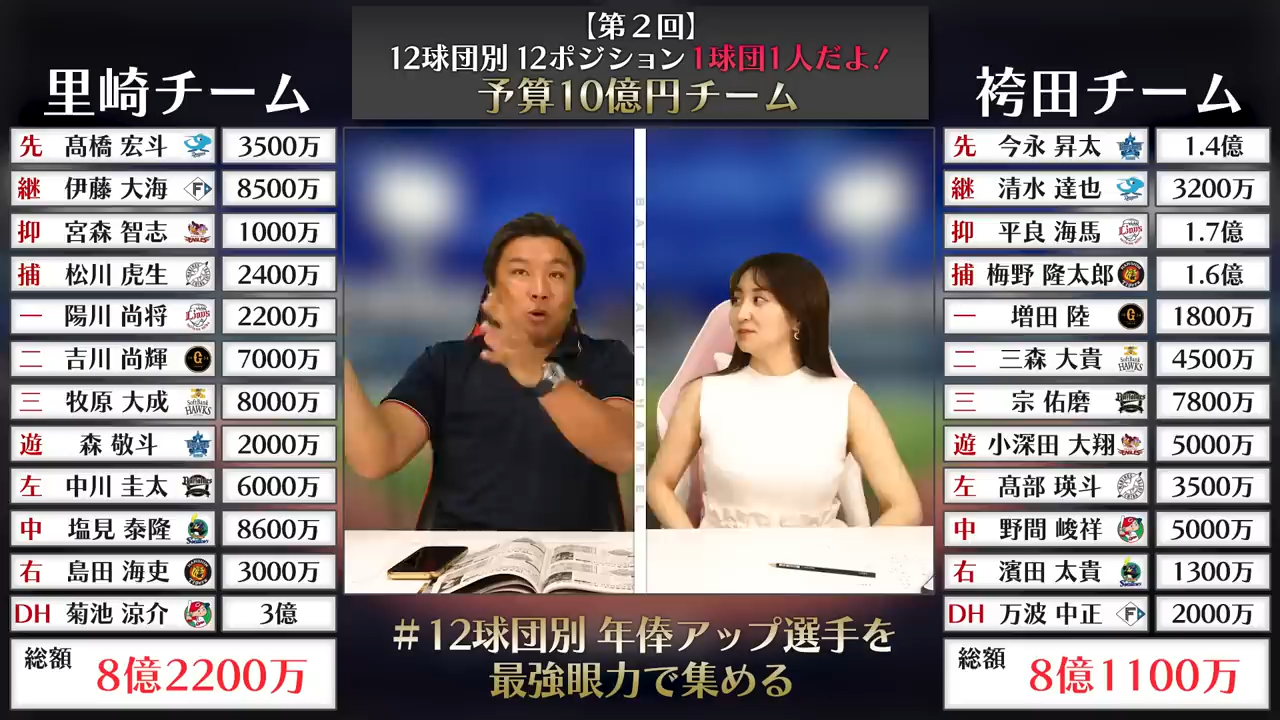 【第２回】
12球団別 12ポジション 1球団1人だよ！
予算10億円チーム
里崎チーム
先 髙橋 宏斗 3500万
継 伊藤 大海 F 8500万
抑 宮森 智志 EAGLES 1000万
捕 松川 虎生 2400万
一 陽川 尚将 Lions 2200万
二 吉川 尚輝 G 7000万
三 牧原 大成 SoftBank HAWKS 8000万
遊 森 敬斗 2000万
左 中川 圭太 Buffaloes 6000万
中 塩見 泰隆 Swallows 8600万
右 島田 海吏 3000万
DH 菊池 涼介 3億
総額 8億2200万
BATOZAKI CHANNEL
袴田チーム
先 今永 昇太 1.4億
継 清水 達也 3200万
抑 平良 海馬 Lions 1.7億
捕 梅野 隆太郎 1.6億
一 増田 陸 G 1800万
二 三森 大貴 SoftBank HAWKS 4500万
三 宗 佑磨 Buffaloes 7800万
遊 小深田 大翔 EAGLES 5000万
左 髙部 瑛斗 3500万
中 野間 峻祥 5000万
右 濱田 太貴 Swallows 1300万
DH 万波 中正 F 2000万
総額 8億1100万
＃12球団別 年俸アップ選手を
最強眼力で集める